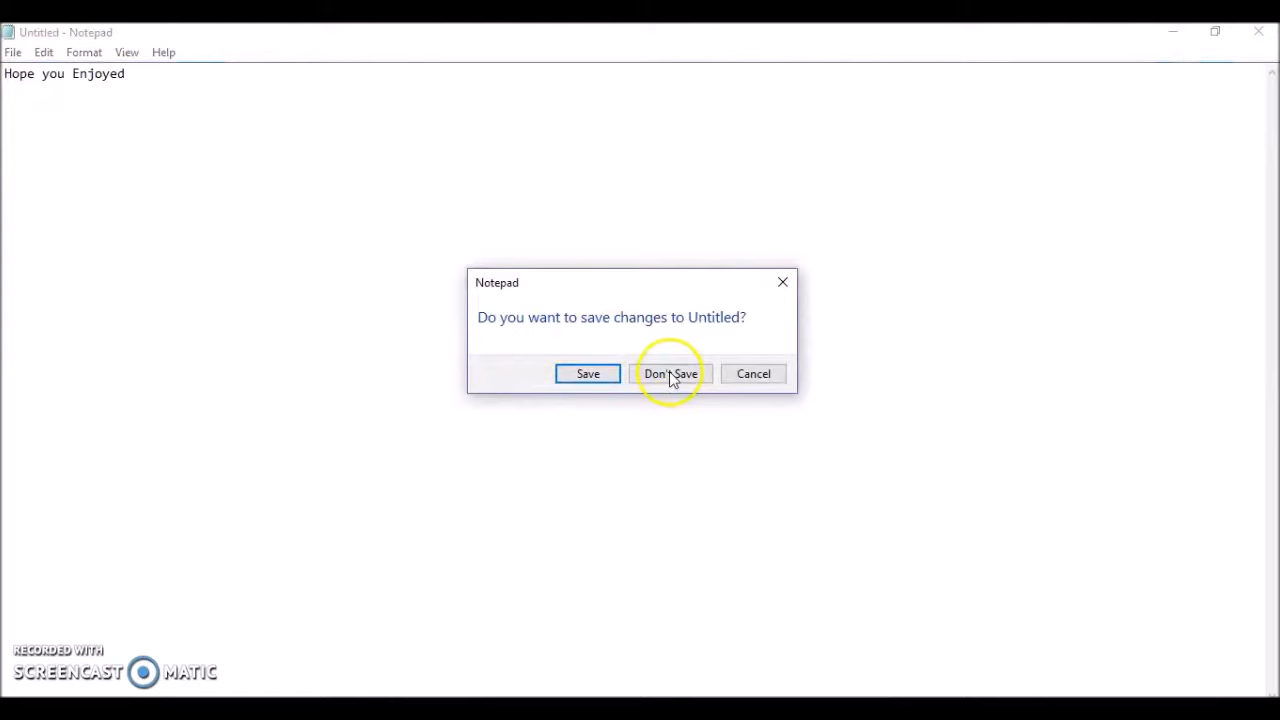 Untitled - Notepad
File Edit Format View Help
Hope you Enjoyed
Notepad
Do you want to save changes to Untitled?
Save Don't Save Cancel
RECORDED WITH
SCREENCAST MATIC